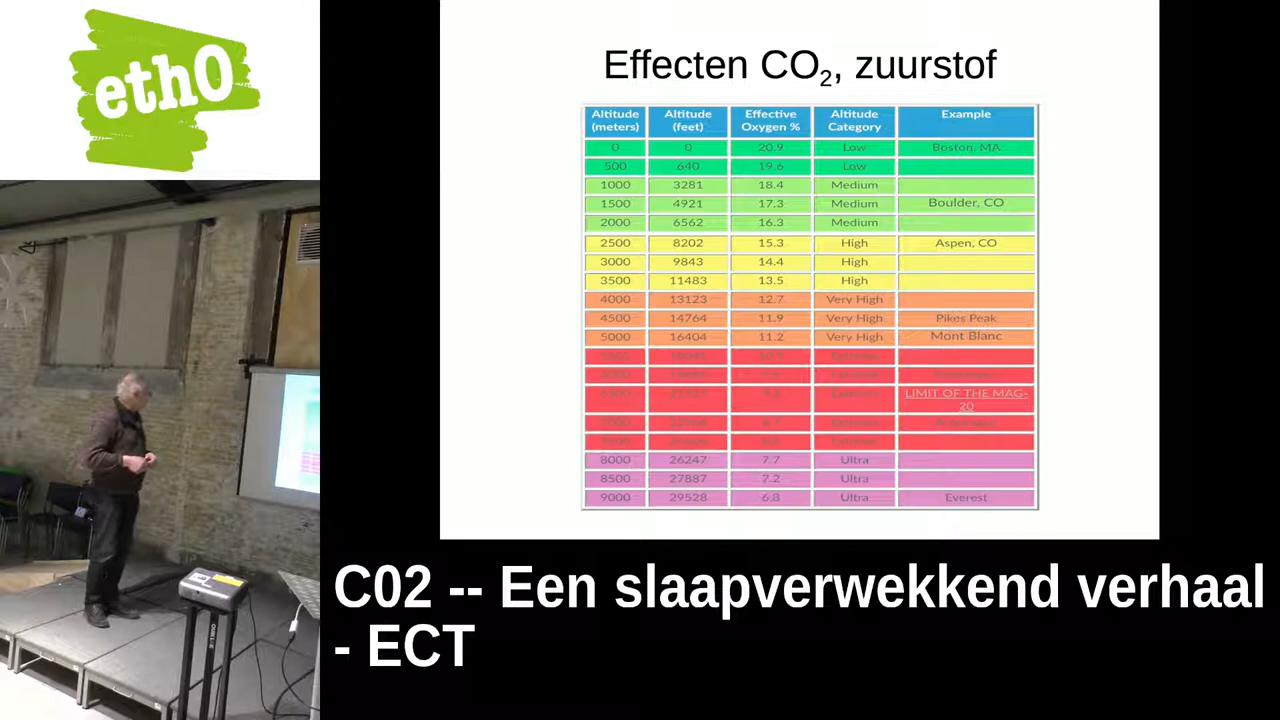 eth0
Effecten CO₂, zuurstof
Altitude (meters) Altitude (feet) Effective Oxygen % Altitude Category Example
0 0 20.9 Low Boston, MA
500 640 19.6 Low
1000 3281 18.4 Medium
1500 4921 17.3 Medium Boulder, CO
2000 6562 16.3 Medium
2500 8202 15.3 High Aspen, CO
3000 9843 14.4 High
3500 11483 13.5 High
4000 13123 12.7 Very High
4500 14764 11.9 Very High Pikes Peak
5000 16404 11.2 Very High Mont Blanc
LIMIT OF THE MAG-
20
8000 26247 7.7 Ultra
8500 27887 7.2 Ultra
9000 29528 6.8 Ultra Everest
C02 -- Een slaapverwekkend verhaal
- ECT